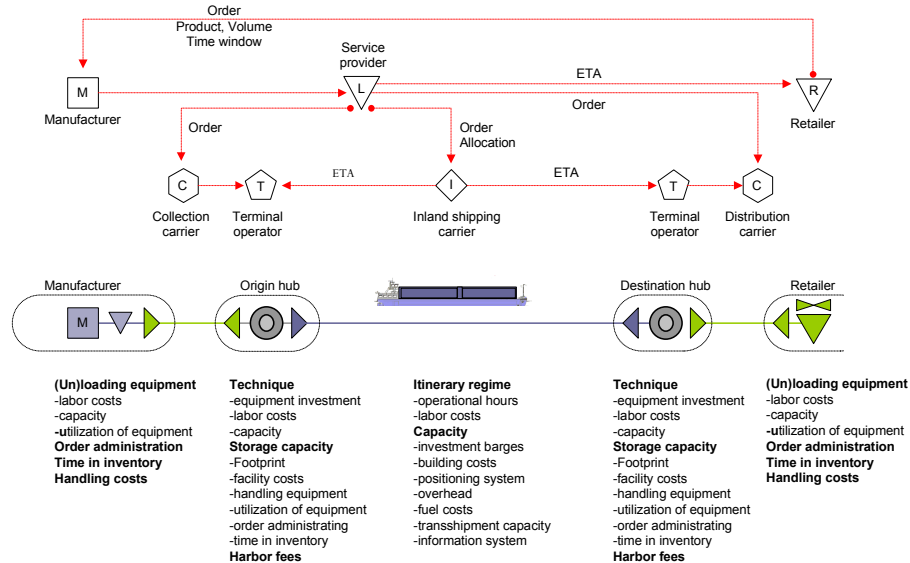 Order
Product, Volume
Time window
Service
provider
ETA
M
L
R
Manufacturer
Order
Retailer
Order
Order
Allocation
ETA
ETA
C
T
I
T
C
Collection
carrier
Terminal
operator
Inland shipping
carrier
Terminal
operator
Distribution
carrier
Manufacturer
Origin hub
Destination hub
Retailer
M
(Un)loading equipment
-labor costs
-capacity
-utilization of equipment
Order administration
Time in inventory
Handling costs
Technique
-equipment investment
-labor costs
-capacity
Storage capacity
-Footprint
-facility costs
-handling equipment
-utilization of equipment
-order administrating
-time in inventory
Harbor fees
Itinerary regime
-operational hours
-labor costs
Capacity
-investment barges
-building costs
-positioning system
-overhead
-fuel costs
-transshipment capacity
-information system
Technique
-equipment investment
-labor costs
-capacity
Storage capacity
-Footprint
-facility costs
-handling equipment
-utilization of equipment
-order administrating
-time in inventory
Harbor fees
(Un)loading equipment
-labor costs
-capacity
-utilization of equipment
Order administration
Time in inventory
Handling costs